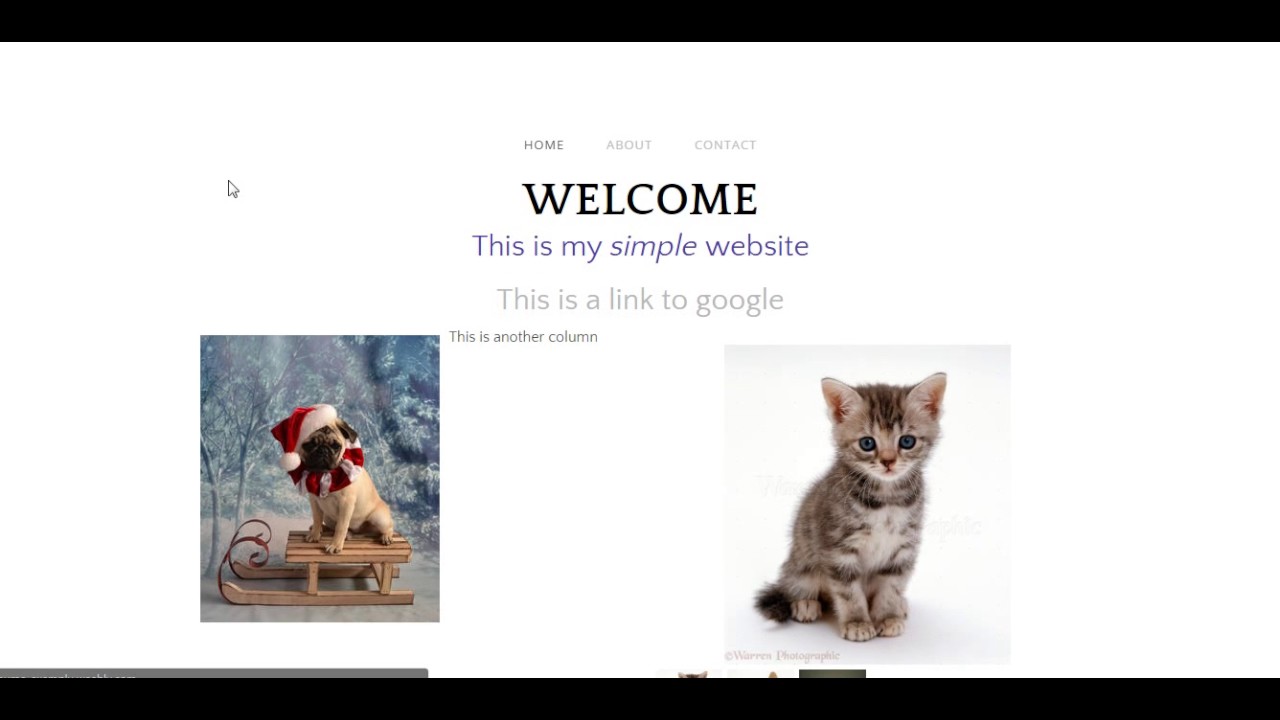 HOME ABOUT CONTACT
WELCOME
This is my simple website
This is a link to google
This is another column
©Warren Photographic